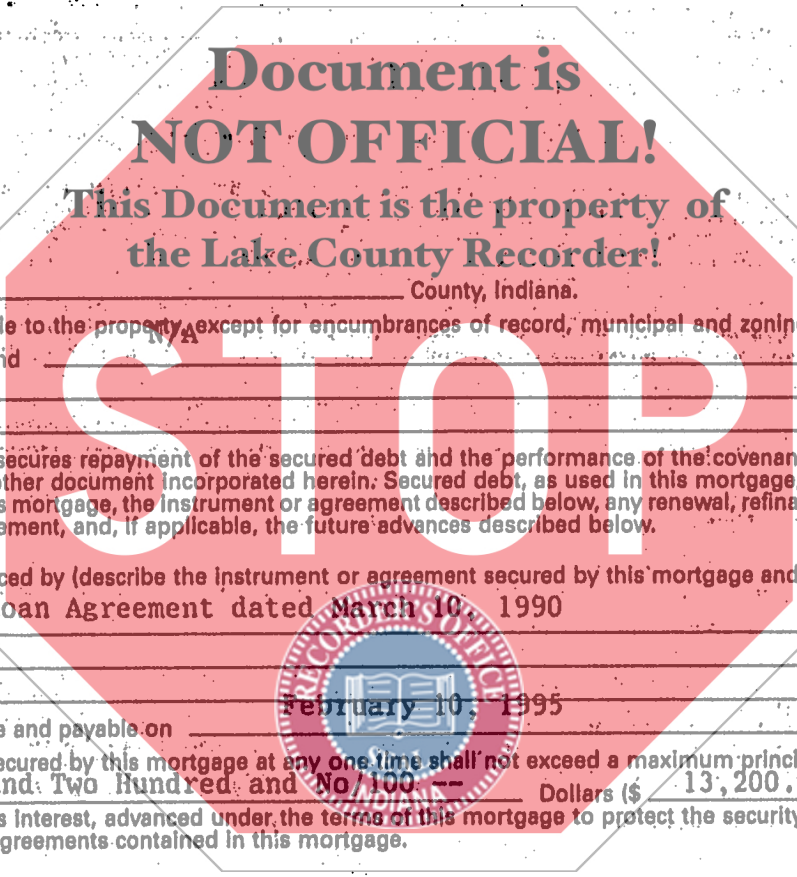 Document is
NOT OFFICIAL!
This Document is the property of
the Lake County Recorder!
County, Indiana.
le to the property, except for encumbrances of record, municipal and zonin
N/A
nd
STOP
secures repayment of the secured debt and the performance of the covenan
ther document incorporated herein. Secured debt, as used in this mortgage,
s mortgage, the instrument or agreement described below, any renewal, refina
ement, and, if applicable, the future advances described below.
ced by (describe the instrument or agreement secured by this mortgage and
oan Agreement dated March 10, 1990
RECORDER'S OFFICE
February 10, 1995
e and payable on
SEAL
ecured by this mortgage at any one time shall not exceed a maximum princi
nd Two Hundred and No/100 --
Dollars ($ 13,200.
INDIANA
s interest, advanced under the terms of this mortgage to protect the security
greements contained in this mortgage.